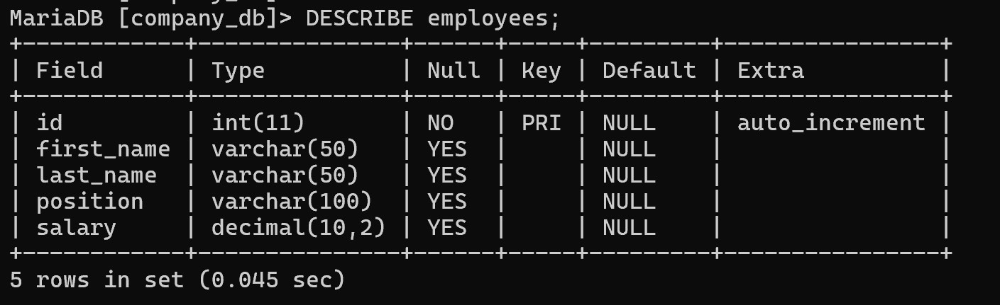 MariaDB [company_db]> DESCRIBE employees;
+------------+---------------+------+-----+---------+----------------+
| Field      | Type          | Null | Key | Default | Extra          |
+------------+---------------+------+-----+---------+----------------+
| id         | int(11)       | NO   | PRI | NULL    | auto_increment |
| first_name | varchar(50)   | YES  |     | NULL    |                |
| last_name  | varchar(50)   | YES  |     | NULL    |                |
| position   | varchar(100)  | YES  |     | NULL    |                |
| salary     | decimal(10,2) | YES  |     | NULL    |                |
+------------+---------------+------+-----+---------+----------------+
5 rows in set (0.045 sec)